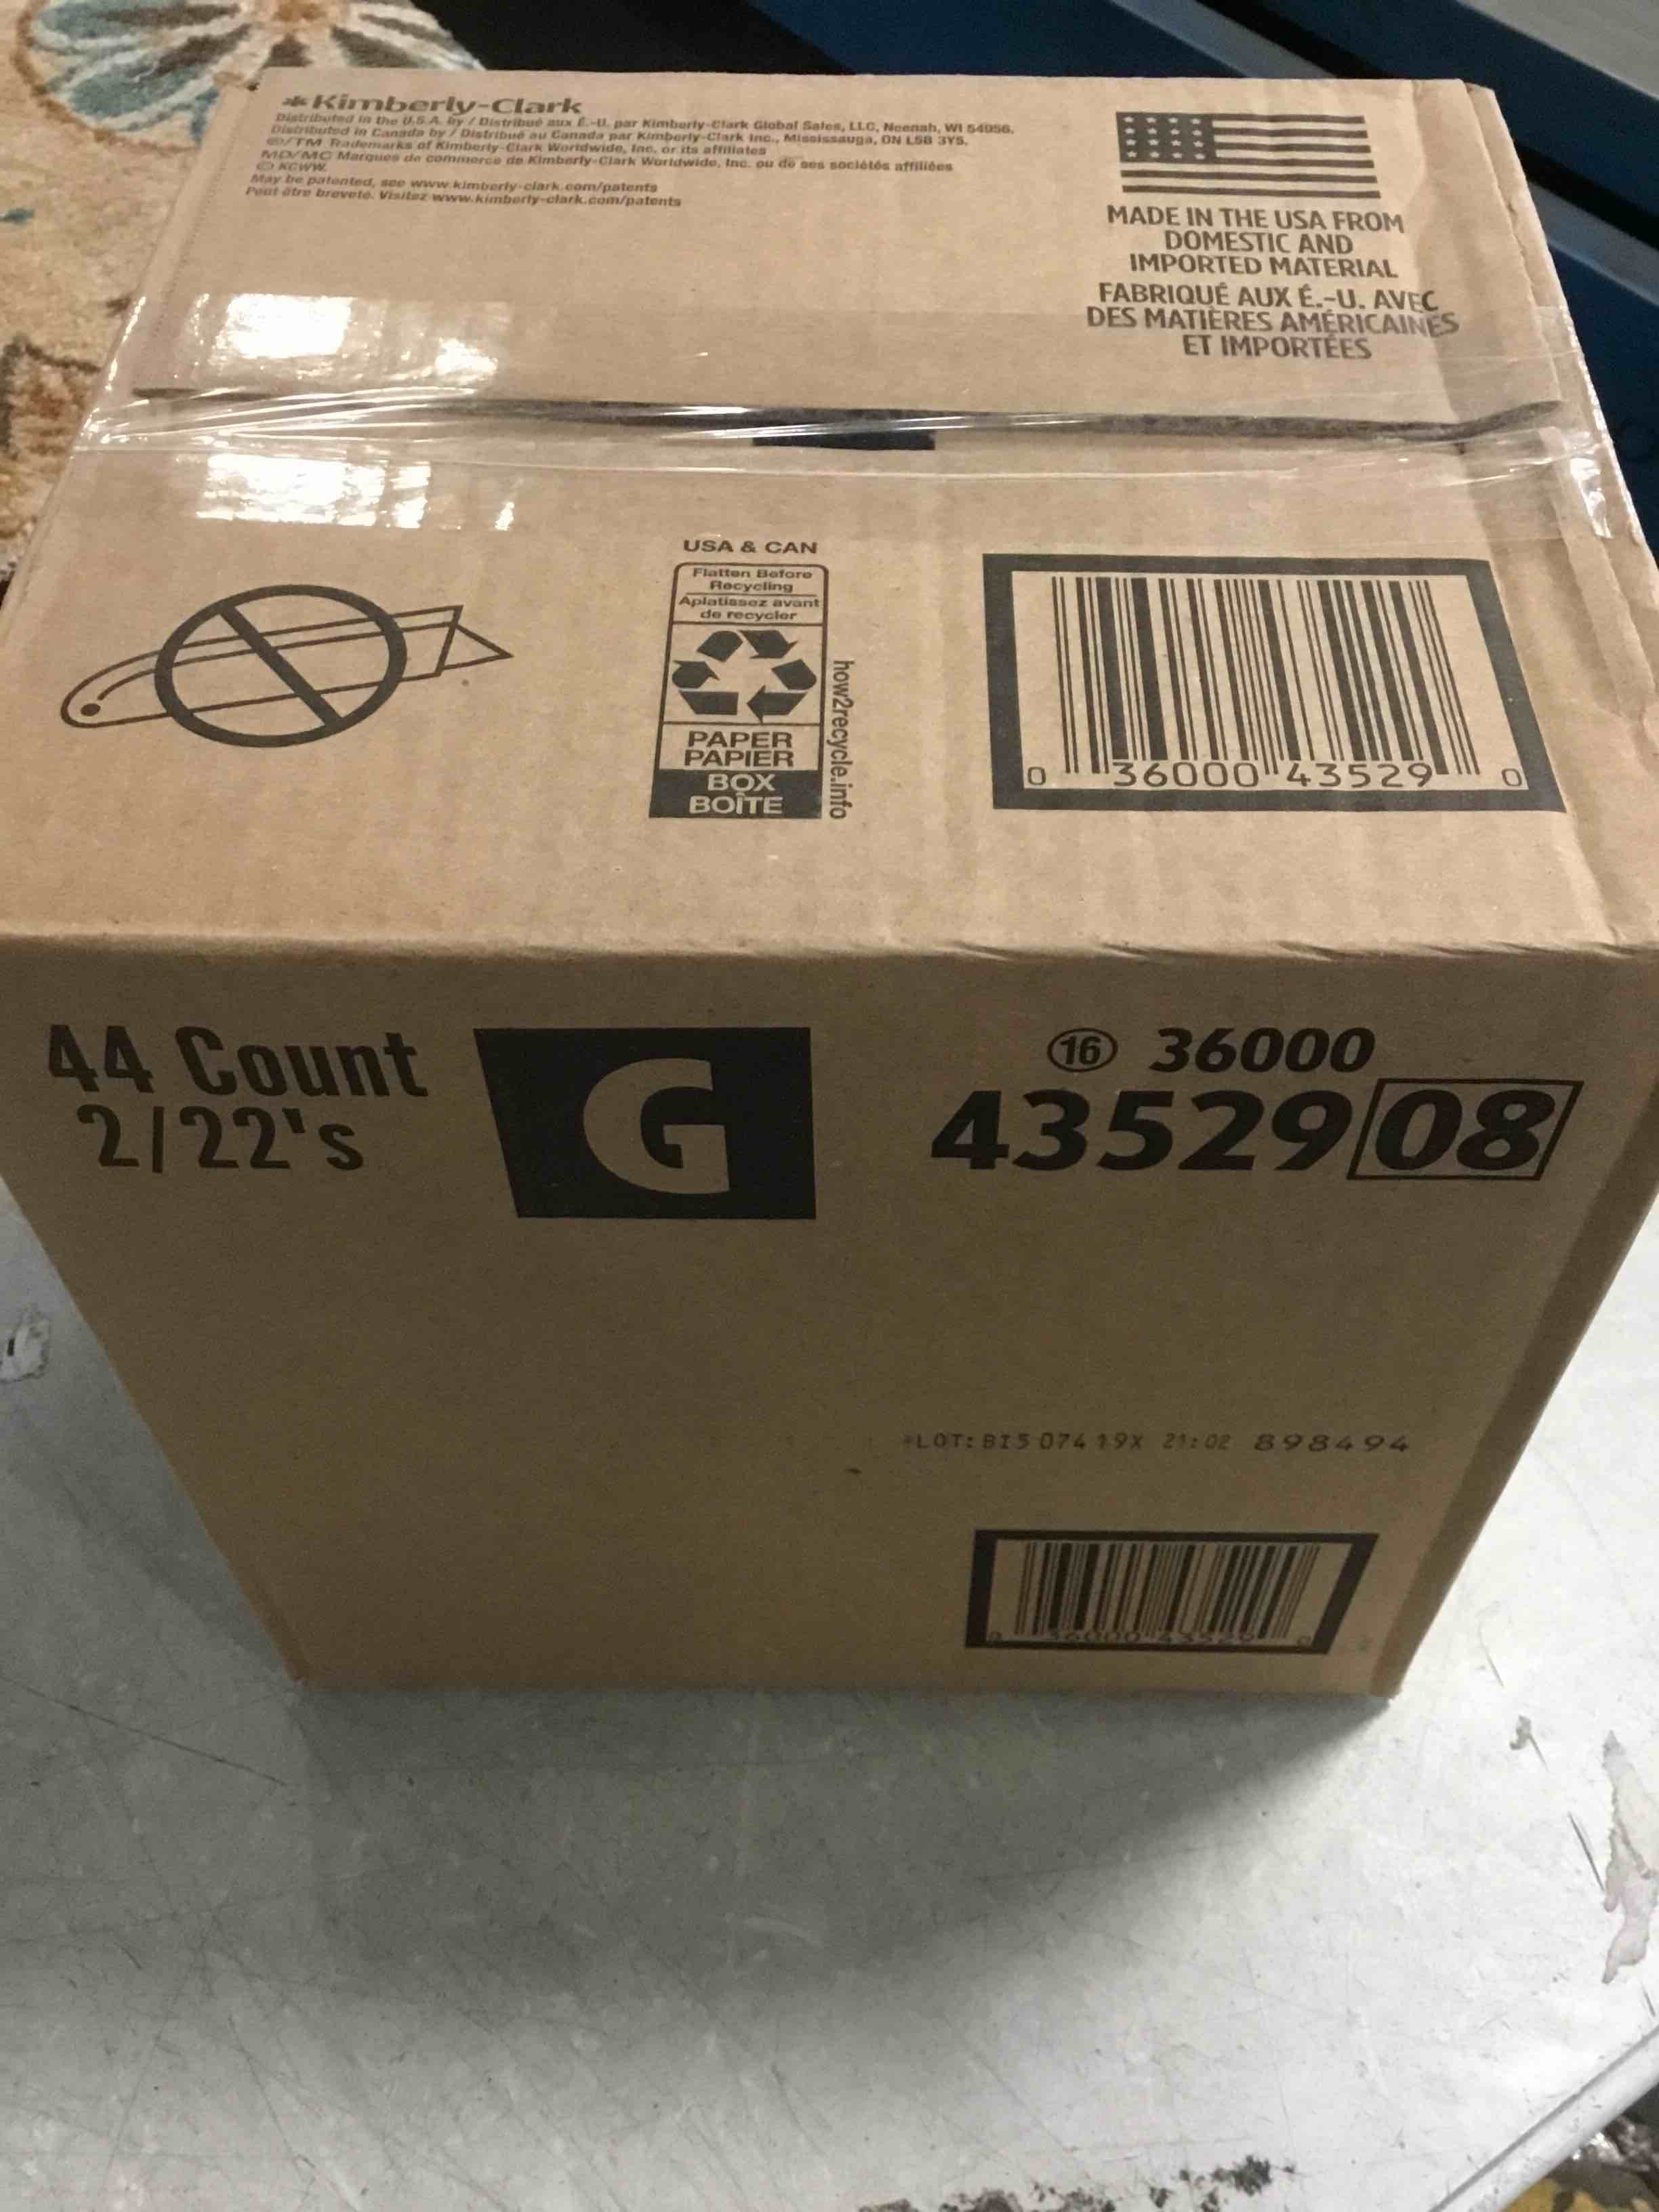 Kimberly-Clark
Distributed in the U.S.A. by / Distribué aux É.-U. par Kimberly-Clark Global Sales, LLC, Neenah, WI 54956.
Distributed in Canada by / Distribué au Canada par Kimberly-Clark Inc., Mississauga, ON L5B 3Y5.
®/TM Trademarks of Kimberly-Clark Worldwide, Inc. or its affiliates
MD/MC Marques de commerce de Kimberly-Clark Worldwide, Inc. ou de ses sociétés affiliées
© KCWW.
May be patented, see www.kimberly-clark.com/patents
Peut être breveté. Visitez www.kimberly-clark.com/patents
MADE IN THE USA FROM
DOMESTIC AND
IMPORTED MATERIAL
FABRIQUÉ AUX É.-U. AVEC
DES MATIÈRES AMÉRICAINES
ET IMPORTÉES
USA & CAN
Flatten Before
Recycling
Aplatissez avant
de recycler
PAPER
PAPIER
BOX
BOÎTE
how2recycle.info
0 36000 43529 0
44 Count
2/22's
G
16 36000
43529 08
LOT: BI5 074 19X 21:02 898494
36000 43529 0